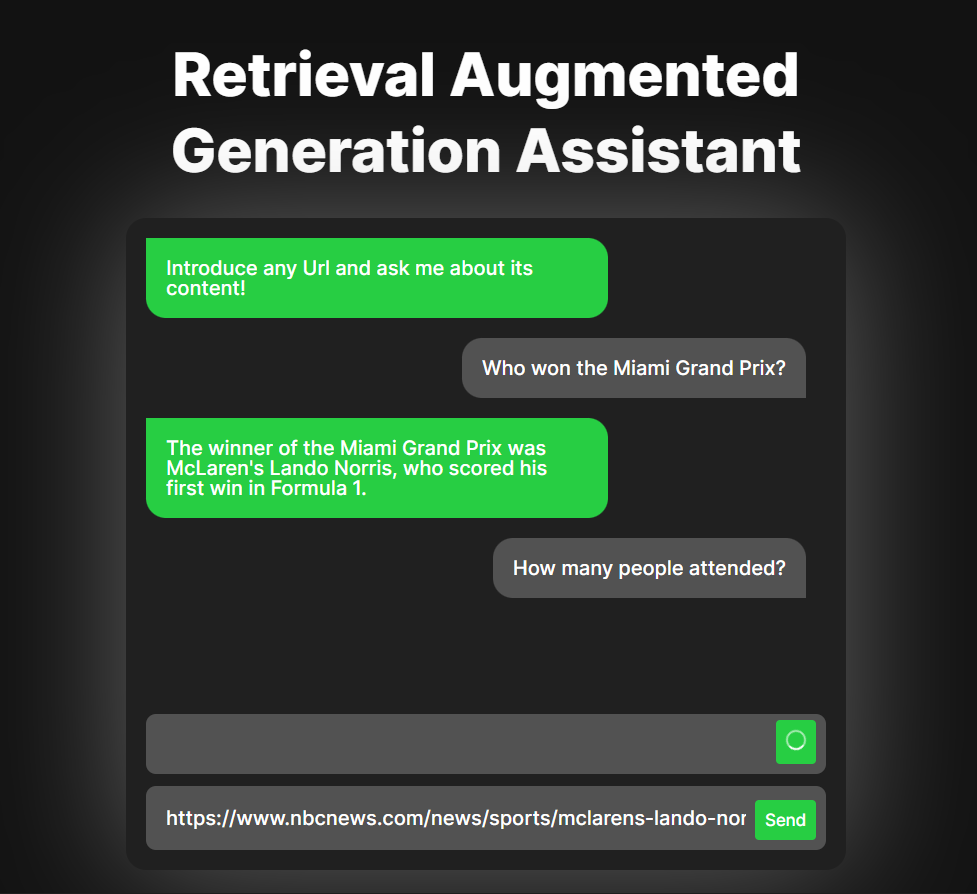 Retrieval Augmented
Generation Assistant
Introduce any Url and ask me about its
content!
Who won the Miami Grand Prix?
The winner of the Miami Grand Prix was
McLaren's Lando Norris, who scored his
first win in Formula 1.
How many people attended?
https://www.nbcnews.com/news/sports/mclarens-lando-nor
Send